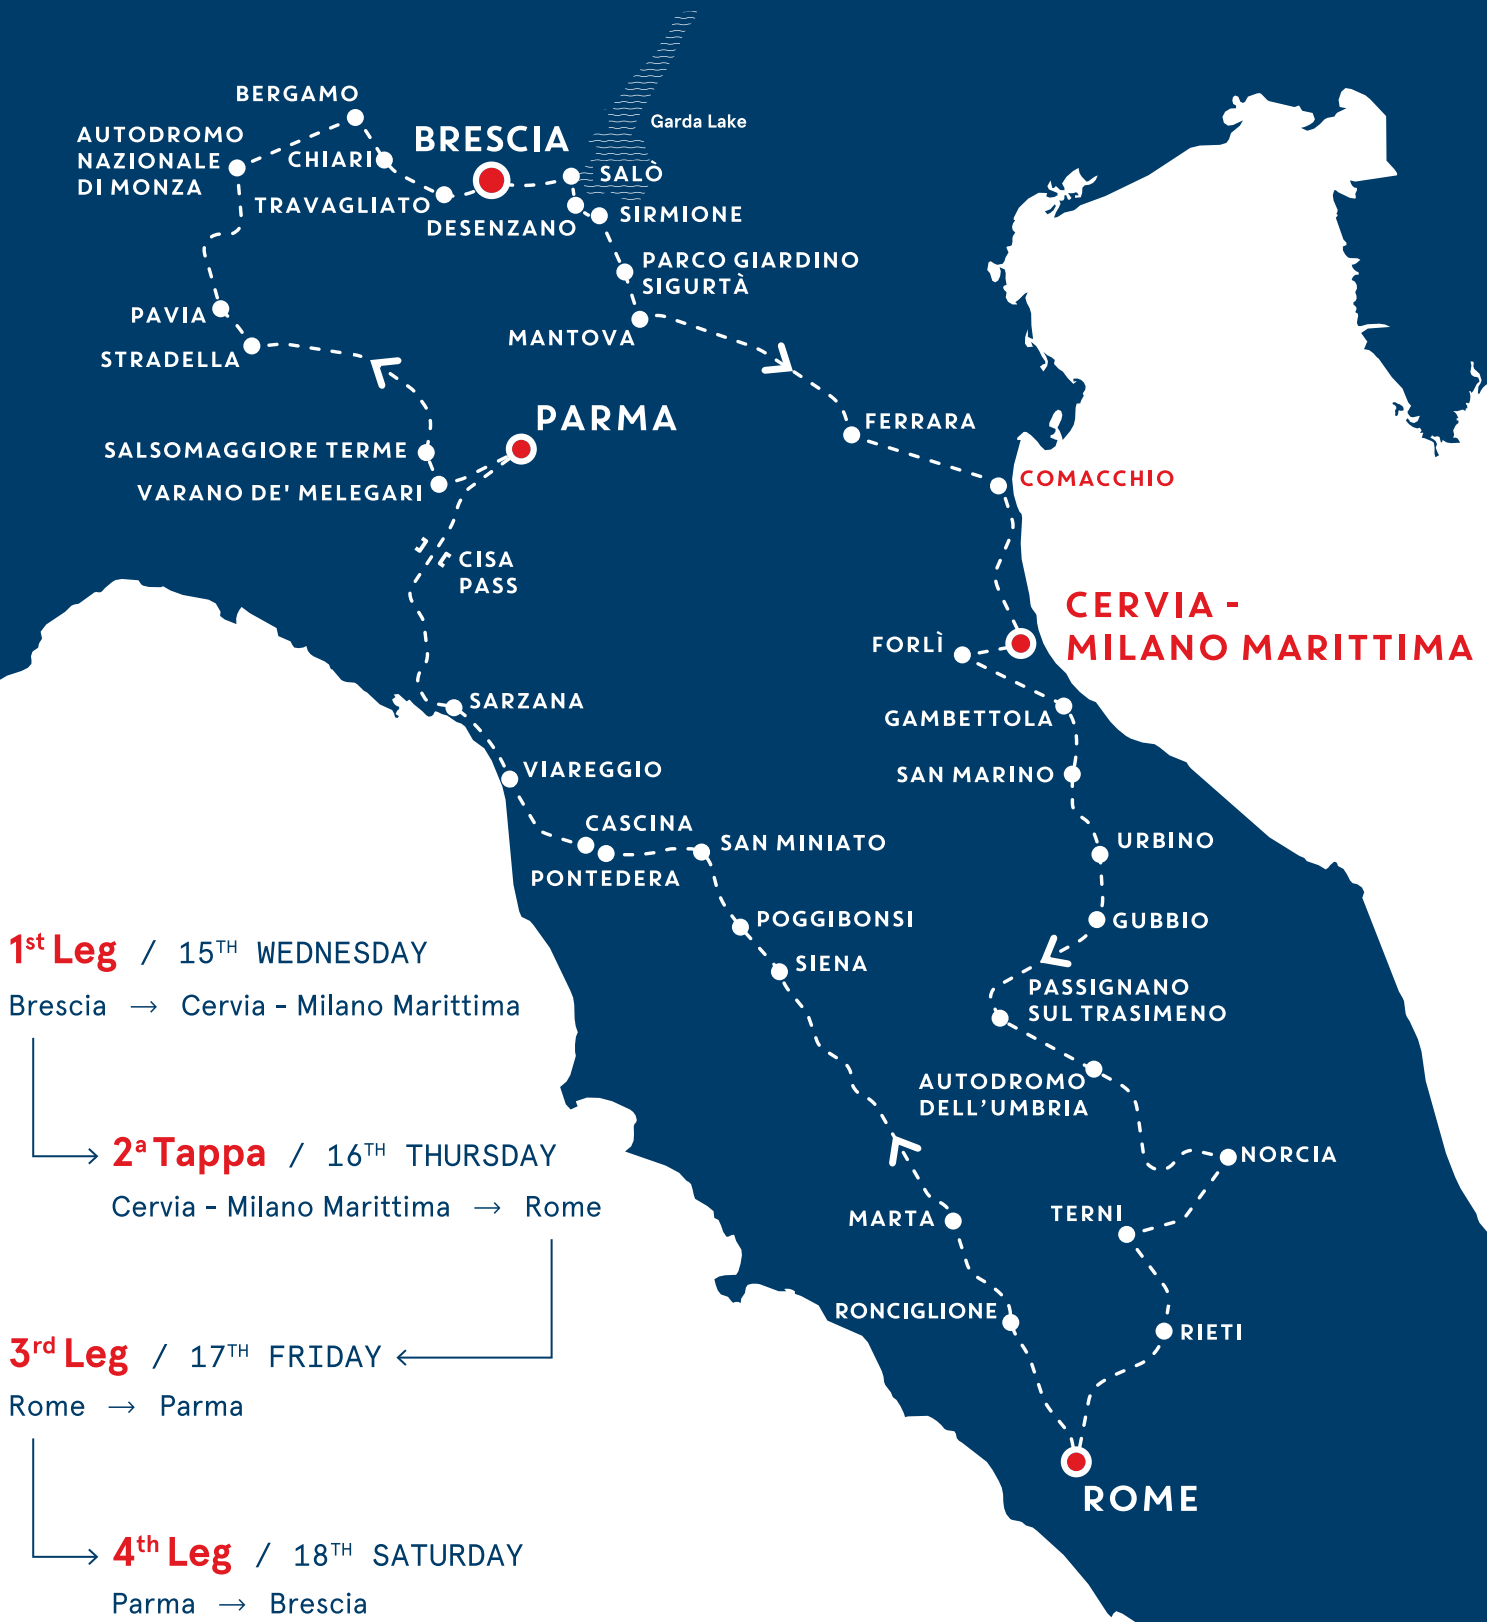 BERGAMO
Garda Lake
AUTODROMO
NAZIONALE
DI MONZA
BRESCIA
CHIARI
SALÒ
TRAVAGLIATO
SIRMIONE
DESENZANO
PARCO GIARDINO
SIGURTÀ
PAVIA
MANTOVA
STRADELLA
PARMA
FERRARA
SALSOMAGGIORE TERME
COMACCHIO
VARANO DE' MELEGARI
CISA
PASS
CERVIA -
MILANO MARITTIMA
FORLÌ
SARZANA
GAMBETTOLA
VIAREGGIO
SAN MARINO
CASCINA
SAN MINIATO
URBINO
PONTEDERA
POGGIBONSI
GUBBIO
SIENA
PASSIGNANO
SUL TRASIMENO
AUTODROMO
DELL'UMBRIA
NORCIA
MARTA
TERNI
RONCIGLIONE
RIETI
ROME
1st Leg / 15TH WEDNESDAY
Brescia → Cervia - Milano Marittima
2a Tappa / 16TH THURSDAY
Cervia - Milano Marittima → Rome
3rd Leg / 17TH FRIDAY
Rome → Parma
4th Leg / 18TH SATURDAY
Parma → Brescia